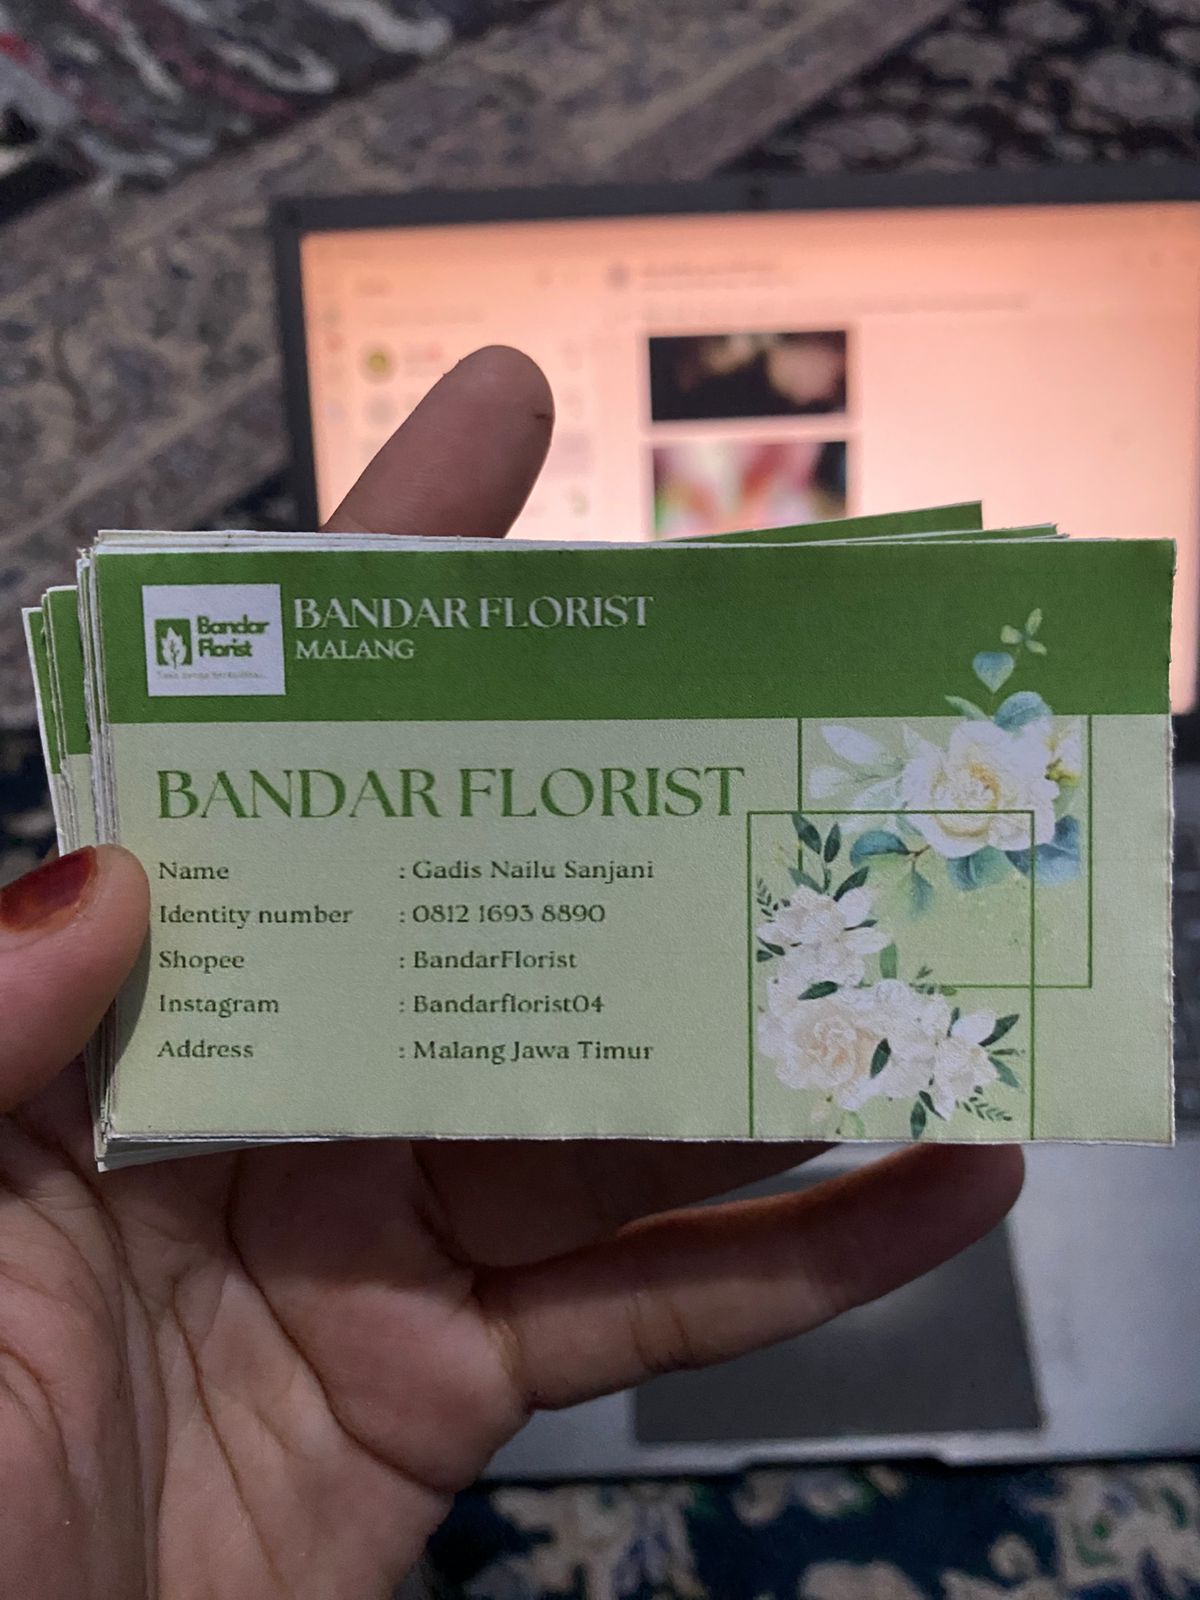 Bandar
Florist
BANDAR FLORIST
MALANG
BANDAR FLORIST
Name : Gadis Nailu Sanjani
Identity number : 0812 1693 8890
Shopee : BandarFlorist
Instagram : Bandarflorist04
Address : Malang Jawa Timur